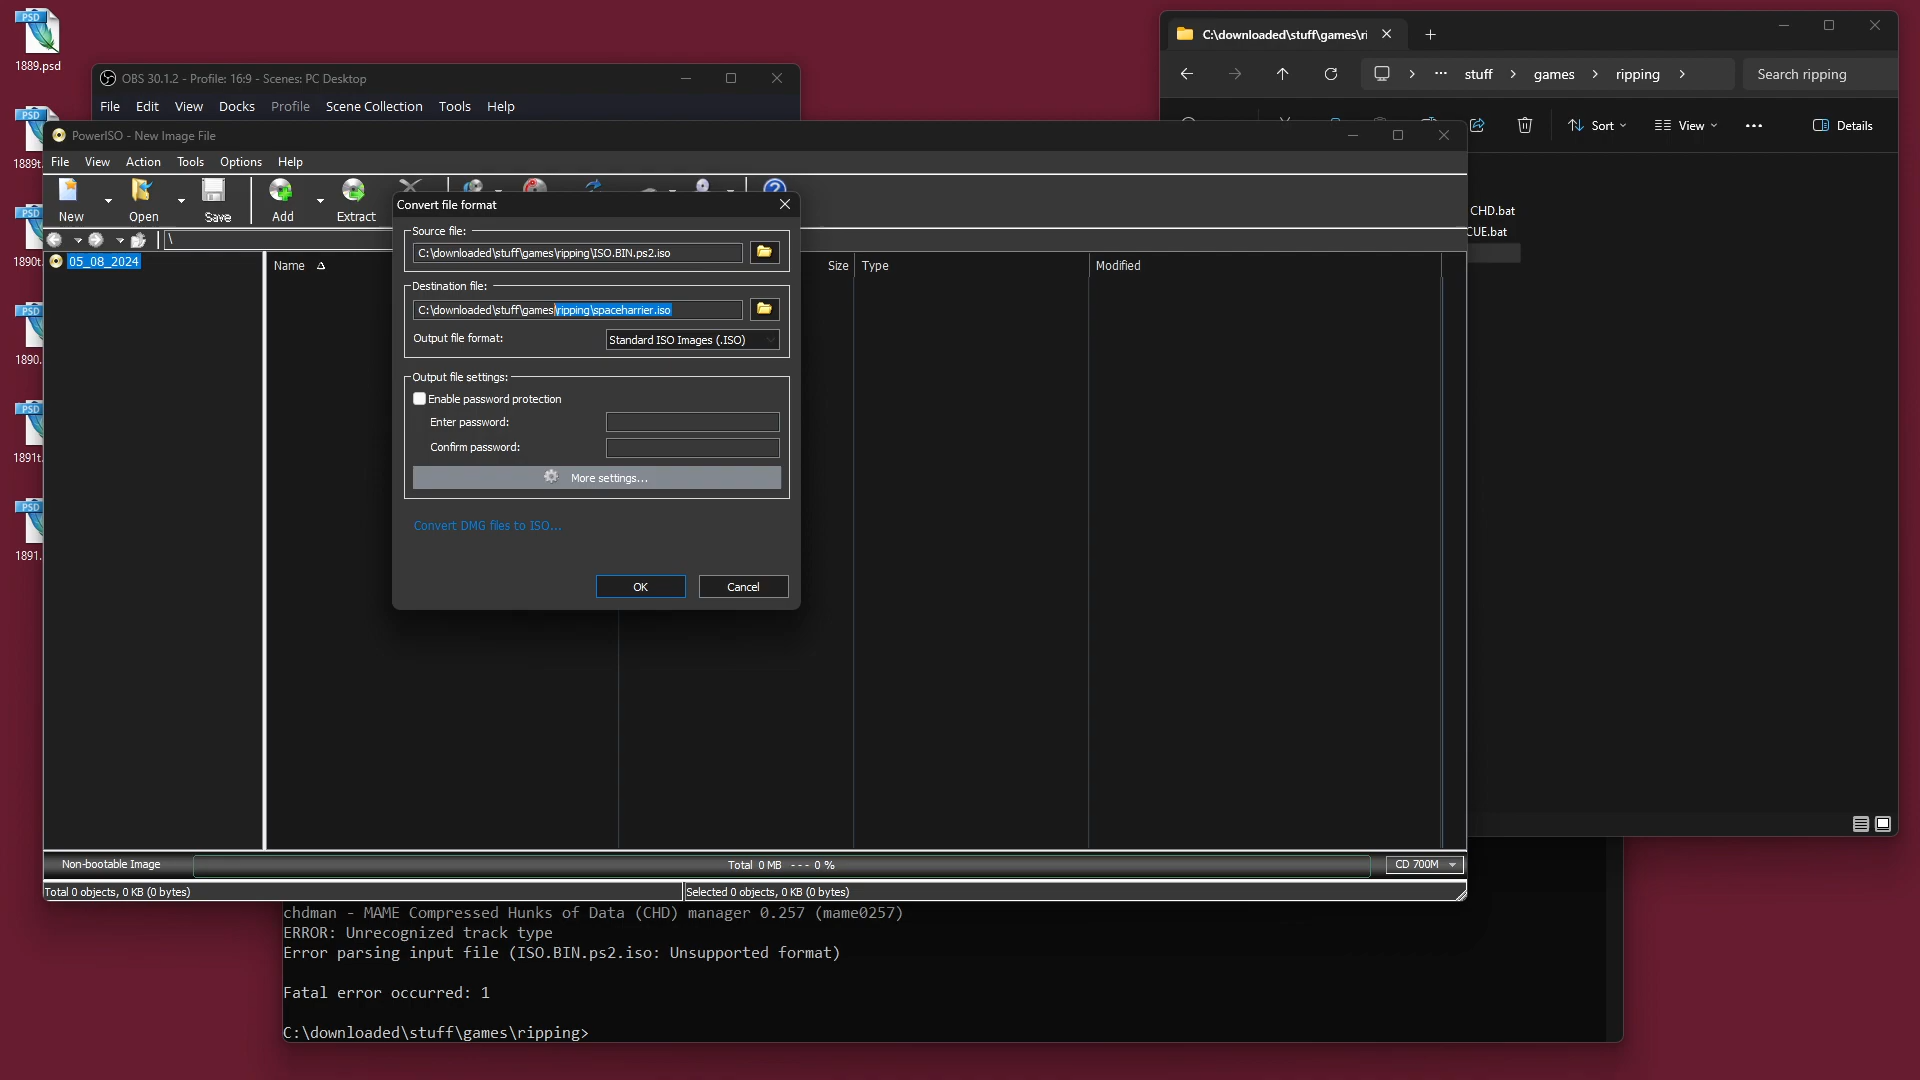 1889.psd
1889t.
1890t.
1890.
1891t.
1891.
OBS 30.1.2 - Profile: 16:9 - Scenes: PC Desktop
File Edit View Docks Profile Scene Collection Tools Help
C:\downloaded\stuff\games\ri
stuff games ripping
Search ripping
Sort View Details
CHD.bat
CUE.bat
PowerISO - New Image File
File View Action Tools Options Help
New Open Save Add Extract
\
05_08_2024
Name Size Type Modified
Convert file format
Source file:
C:\downloaded\stuff\games\ripping\ISO.BIN.ps2.iso
Destination file:
C:\downloaded\stuff\games\ripping\spaceharrier.iso
Output file format: Standard ISO Images (.ISO)
Output file settings:
Enable password protection
Enter password:
Confirm password:
More settings...
Convert DMG files to ISO...
OK Cancel
Non-bootable Image Total 0 MB --- 0 % CD 700M
Total 0 objects, 0 KB (0 bytes) Selected 0 objects, 0 KB (0 bytes)
chdman - MAME Compressed Hunks of Data (CHD) manager 0.257 (mame0257)
ERROR: Unrecognized track type
Error parsing input file (ISO.BIN.ps2.iso: Unsupported format)
Fatal error occurred: 1
C:\downloaded\stuff\games\ripping>